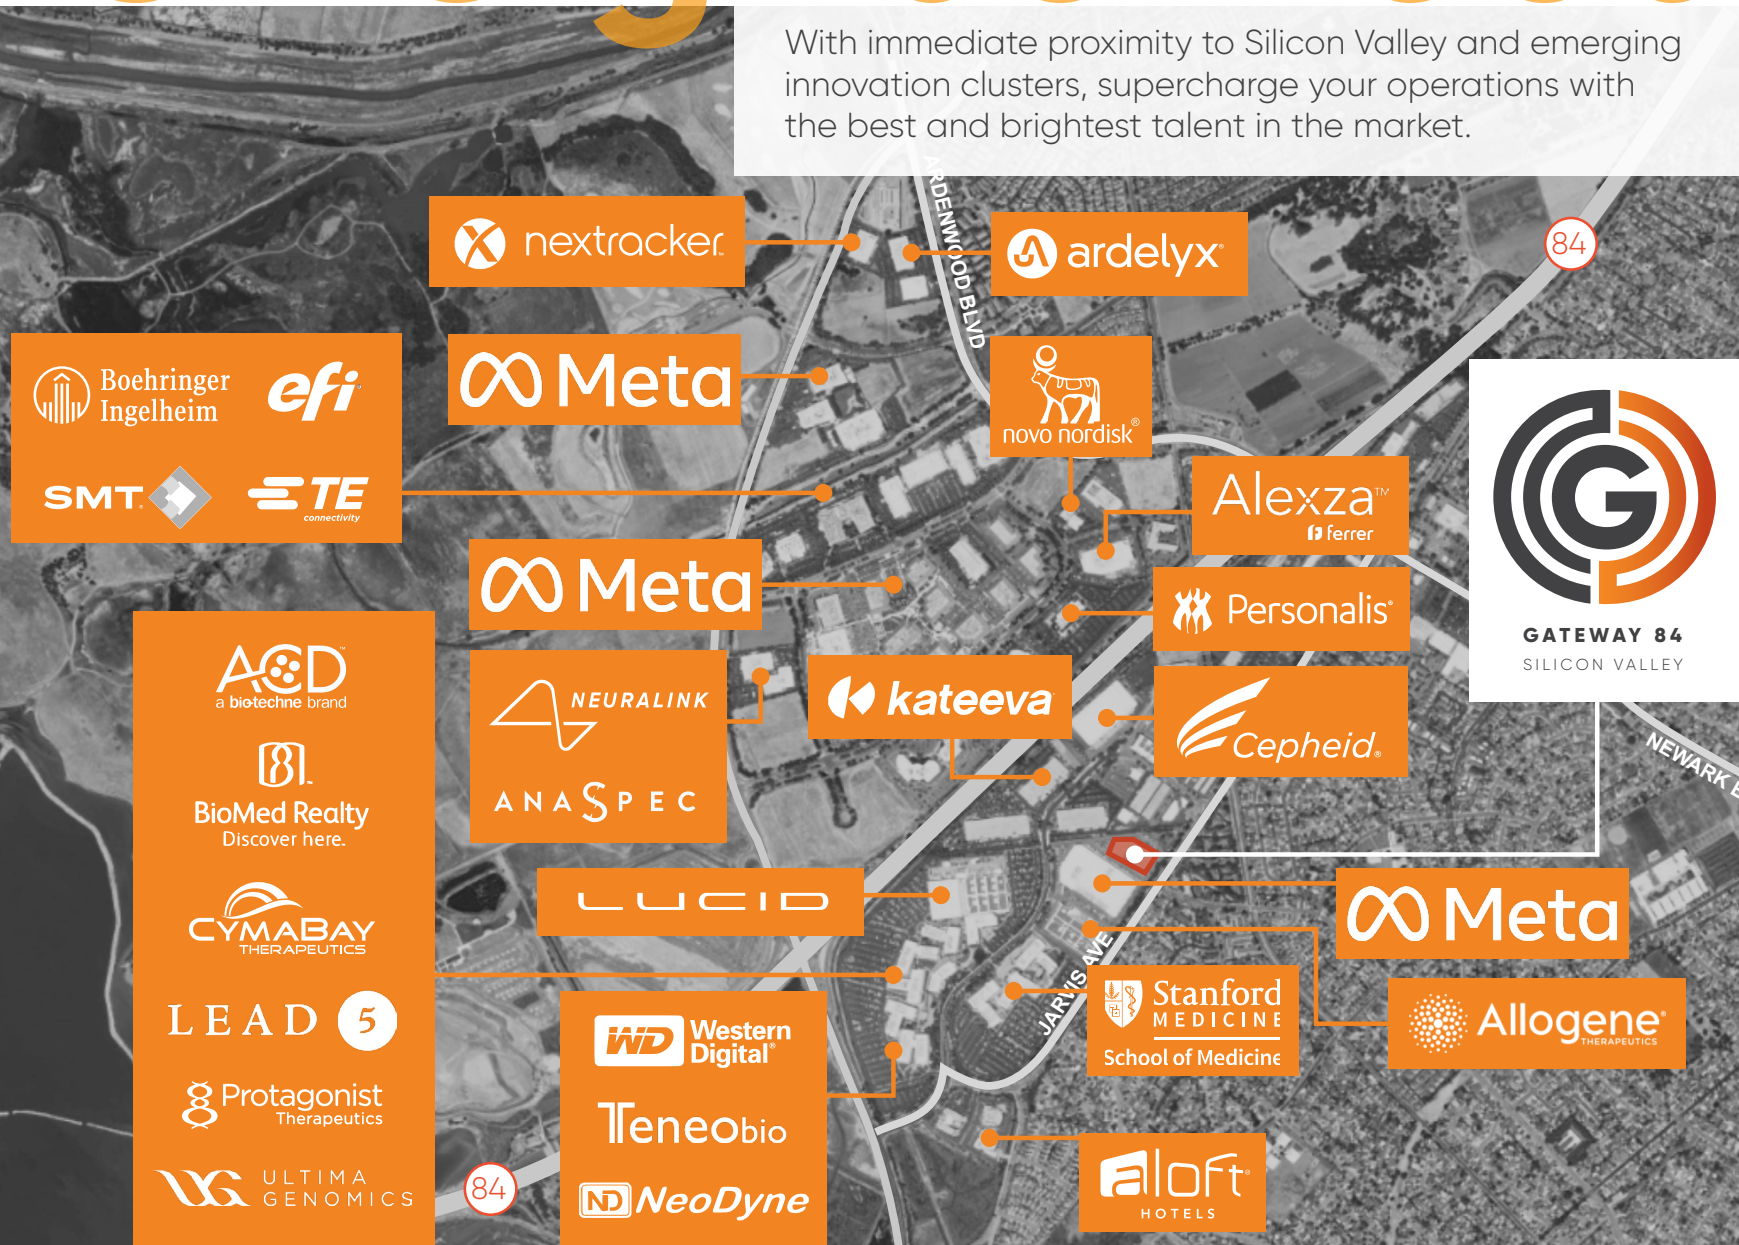 With immediate proximity to Silicon Valley and emerging
innovation clusters, supercharge your operations with
the best and brightest talent in the market.
ARDENWOOD BLVD
84
nextracker
ardelyx
Boehringer
Ingelheim
efi
SMT
TE
connectivity
Meta
novo nordisk®
Alexza™
ferrer
GATEWAY 84
SILICON VALLEY
Meta
Personalis
ACD™
a biotechne brand
BioMed Realty
Discover here.
CYMABAY
THERAPEUTICS
LEAD 5
Protagonist
Therapeutics
ULTIMA
GENOMICS
NEURALINK
ANASPEC
kateeva
Cepheid®
NEWARK B
LUCID
Meta
JARVIS AVE
Stanford
MEDICINE
School of Medicine
Allogene
THERAPEUTICS
WD Western
Digital®
Teneobio
ND NeoDyne
84
aloft
HOTELS